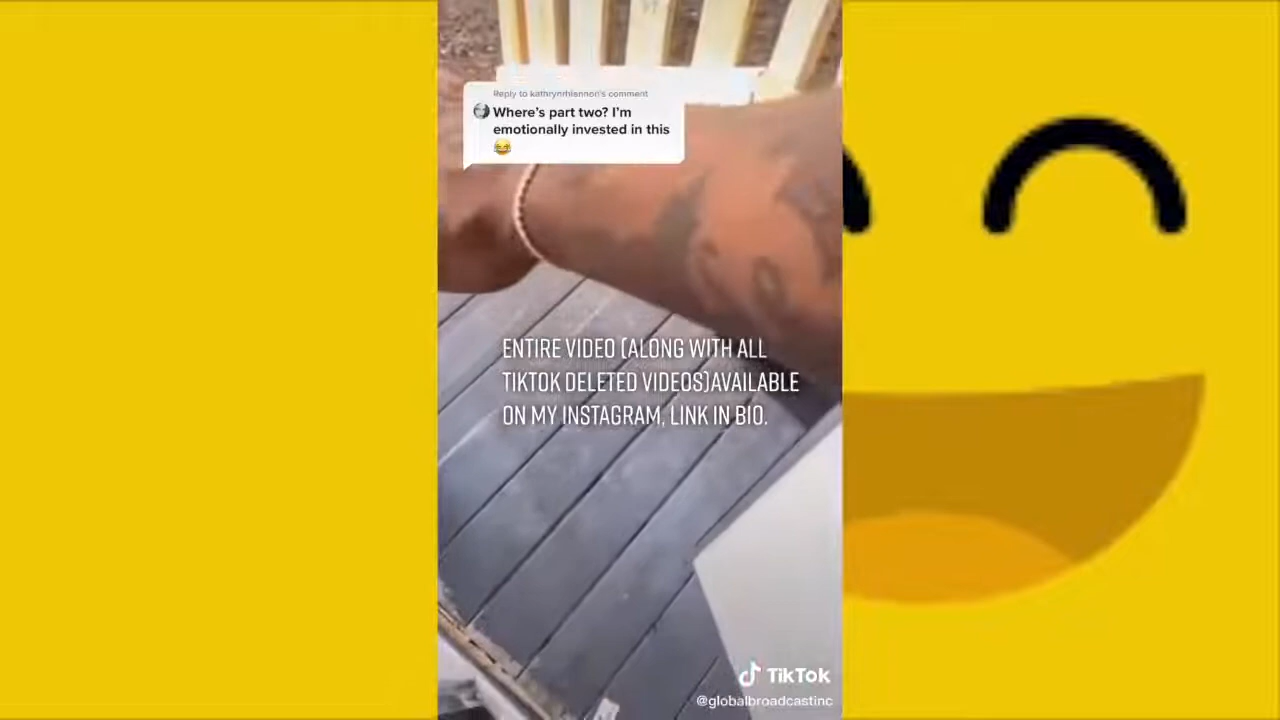 Reply to kathrynrhiannon's comment
Where's part two? I'm
emotionally invested in this
😂
ENTIRE VIDEO (ALONG WITH ALL
TIKTOK DELETED VIDEOS)AVAILABLE
ON MY INSTAGRAM, LINK IN BIO.
TikTok
@globalbroadcastinc